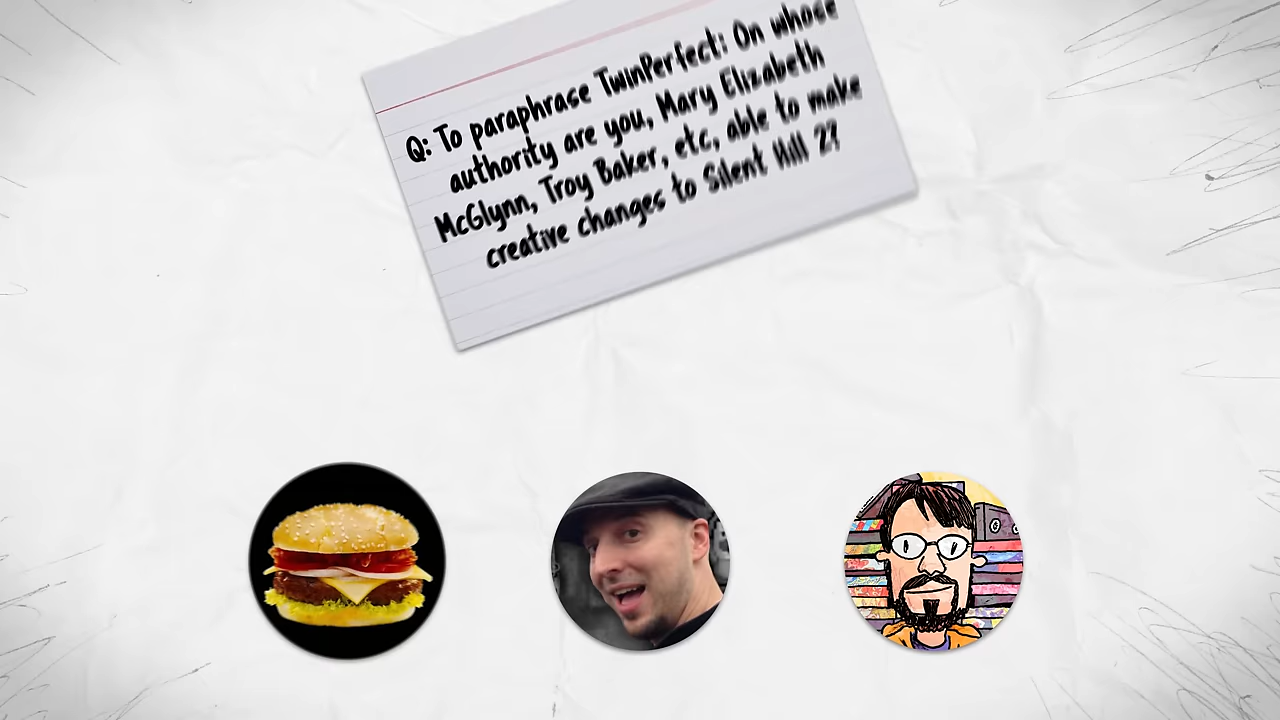 Q: To paraphrase TwinPerfect: On whose
authority are you, Mary Elizabeth
McGlynn, Troy Baker, etc, able to make
creative changes to Silent Hill 2?